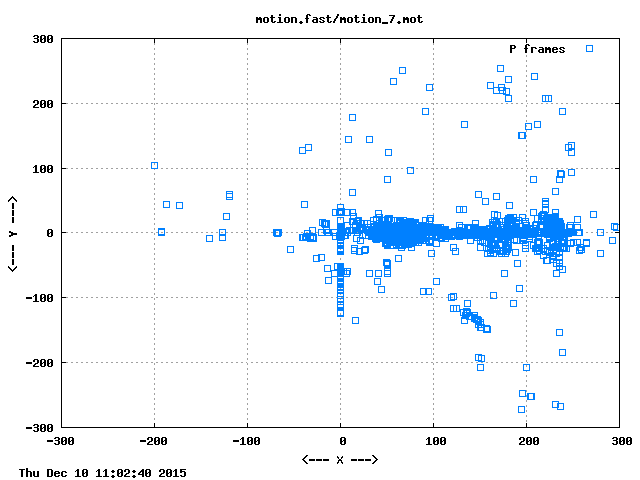 motion.fast/motion_7.mot
P frames
300
200
100
0
-100
-200
-300
<--- Y --->
-300 -200 -100 0 100 200 300
<--- X --->
Thu Dec 10 11:02:40 2015